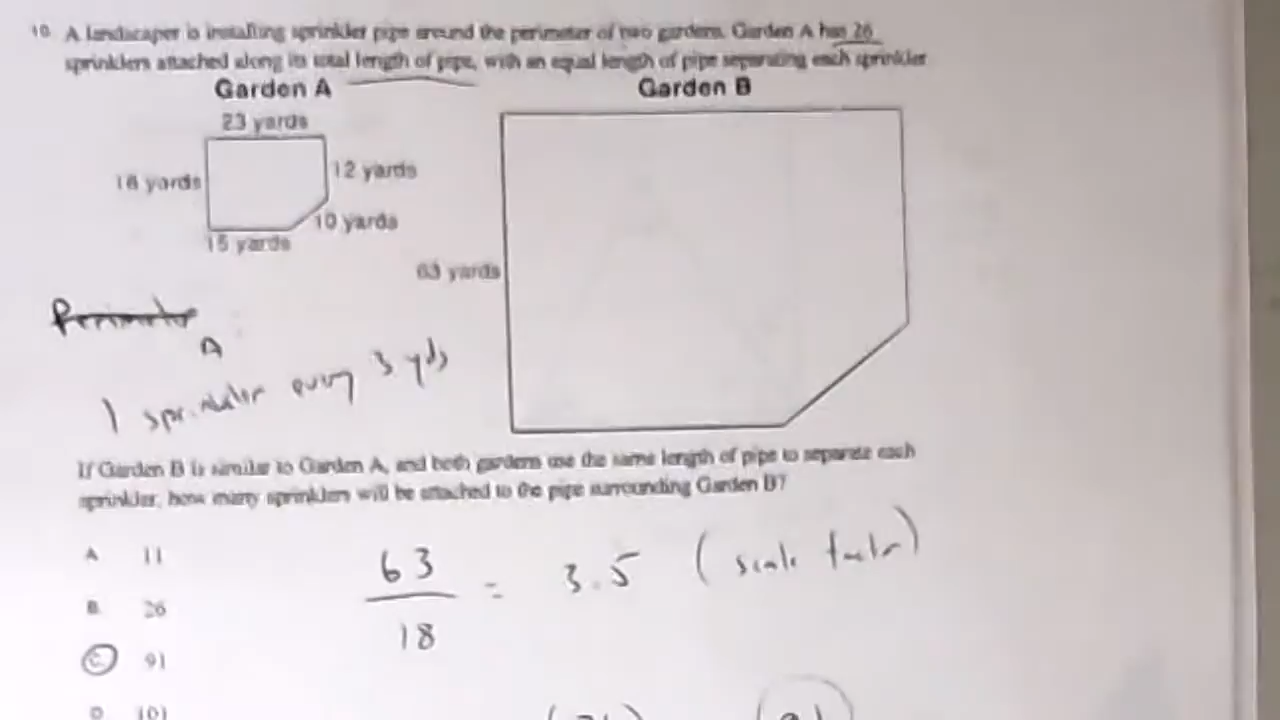 10 A landscaper is installing sprinkler pipe around the perimeter of two gardens. Garden A has 26
sprinklers attached along its total length of pipe, with an equal length of pipe separating each sprinkler
Garden A
Garden B
23 yards
18 yards
12 yards
10 yards
15 yards
63 yards
Perimeter
A
1 sprinkler every 3 yds
If Garden B is similar to Garden A, and both gardens use the same length of pipe to separate each
sprinkler, how many sprinklers will be attached to the pipe surrounding Garden B?
A 11
B. 26
C. 91
D 101
63
18
= 3.5 (scale factor)